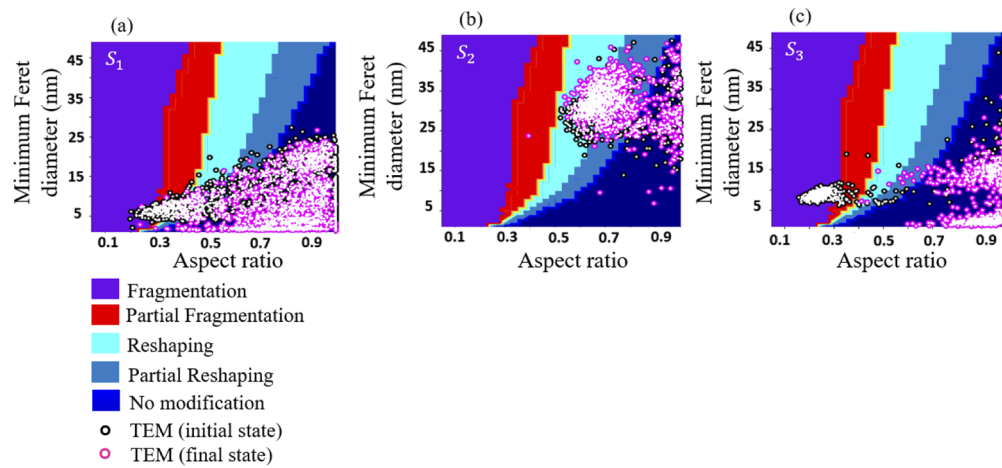 (a)
S₁
Minimum Feret
diameter (nm)
45
35
25
15
5
0.1 0.3 0.5 0.7 0.9
Aspect ratio
(b)
S₂
Minimum Feret
diameter (nm)
45
35
25
15
5
0.1 0.3 0.5 0.7 0.9
Aspect ratio
(c)
S₃
Minimum Feret
diameter (nm)
45
35
25
15
5
0.1 0.3 0.5 0.7 0.9
Aspect ratio
Fragmentation
Partial Fragmentation
Reshaping
Partial Reshaping
No modification
TEM (initial state)
TEM (final state)